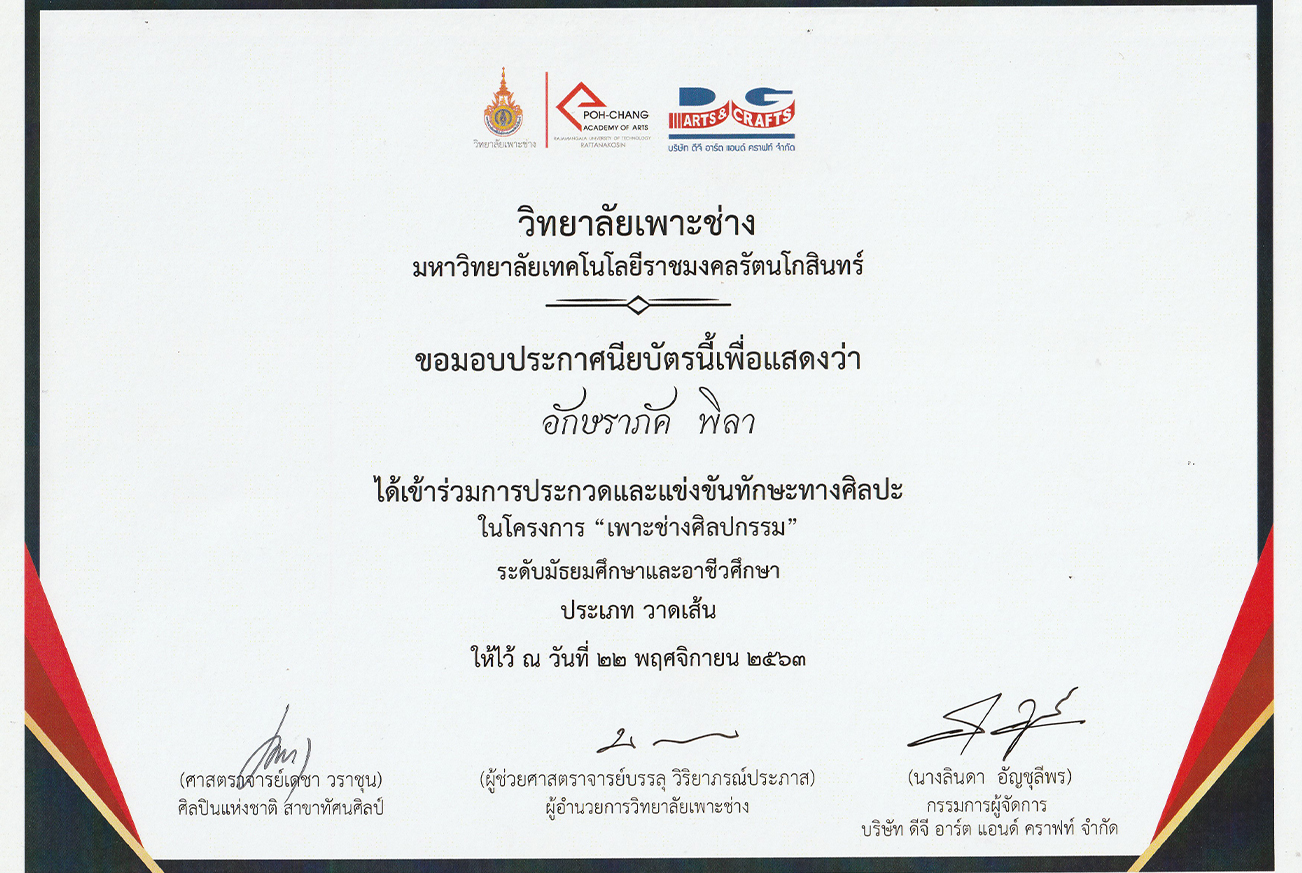 วิทยาลัยเพาะช่าง
POH-CHANG
ACADEMY OF ARTS
RAJAMANGALA UNIVERSITY OF TECHNOLOGY
RATTANAKOSIN
DG
ARTS & CRAFTS
บริษัท ดีจี อาร์ต แอนด์ คราฟท์ จำกัด
วิทยาลัยเพาะช่าง
มหาวิทยาลัยเทคโนโลยีราชมงคลรัตนโกสินทร์
ขอมอบประกาศนียบัตรนี้เพื่อแสดงว่า
อักษราภัค พิลา
ได้เข้าร่วมการประกวดและแข่งขันทักษะทางศิลปะ
ในโครงการ “เพาะช่างศิลปกรรม”
ระดับมัธยมศึกษาและอาชีวศึกษา
ประเภท วาดเส้น
ให้ไว้ ณ วันที่ ๒๒ พฤศจิกายน ๒๕๖๓
(ศาสตราจารย์เดชา วราชุน)
ศิลปินแห่งชาติ สาขาทัศนศิลป์
(ผู้ช่วยศาสตราจารย์บรรลุ วิริยาภรณ์ประภาส)
ผู้อำนวยการวิทยาลัยเพาะช่าง
(นางลินดา อัญชุลีพร)
กรรมการผู้จัดการ
บริษัท ดีจี อาร์ต แอนด์ คราฟท์ จำกัด